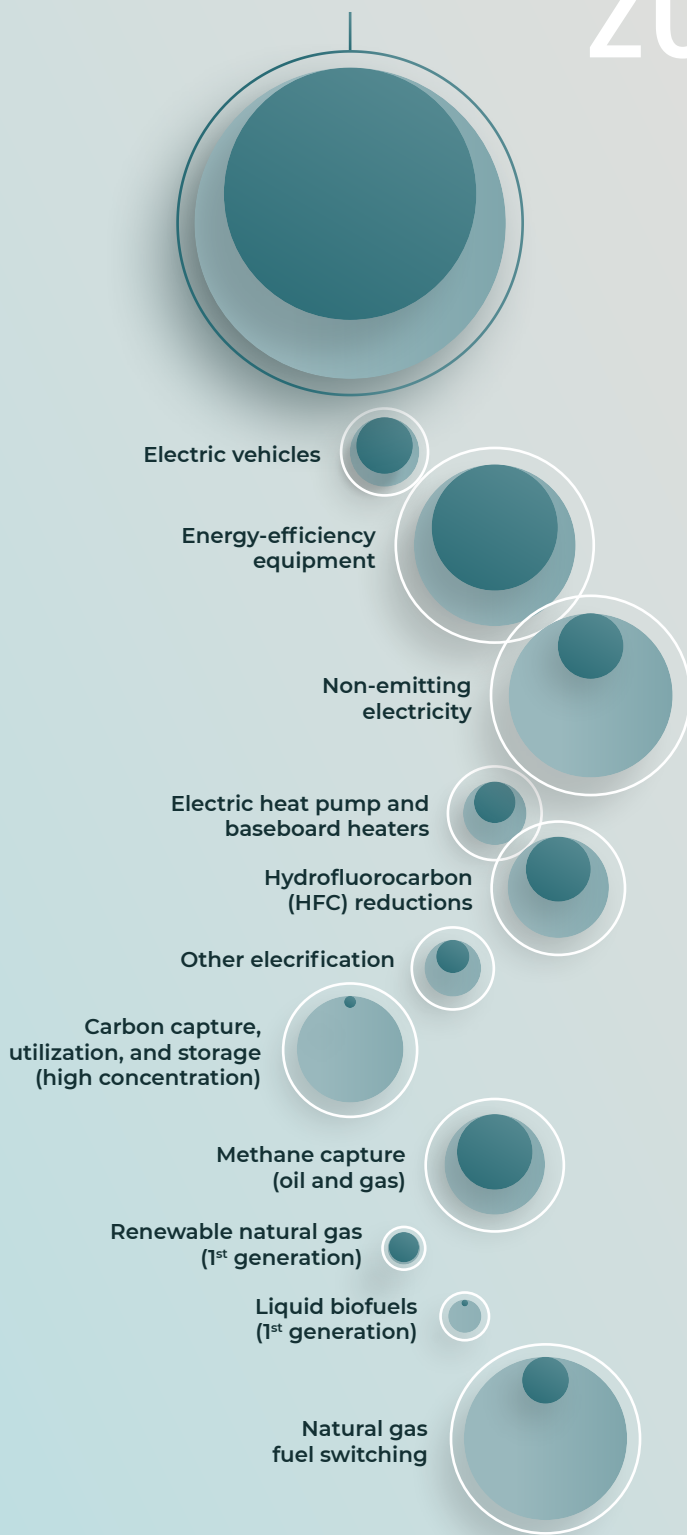 20
Electric vehicles
Energy-efficiency
equipment
Non-emitting
electricity
Electric heat pump and
baseboard heaters
Hydrofluorocarbon
(HFC) reductions
Other elecrification
Carbon capture,
utilization, and storage
(high concentration)
Methane capture
(oil and gas)
Renewable natural gas
(1st generation)
Liquid biofuels
(1st generation)
Natural gas
fuel switching